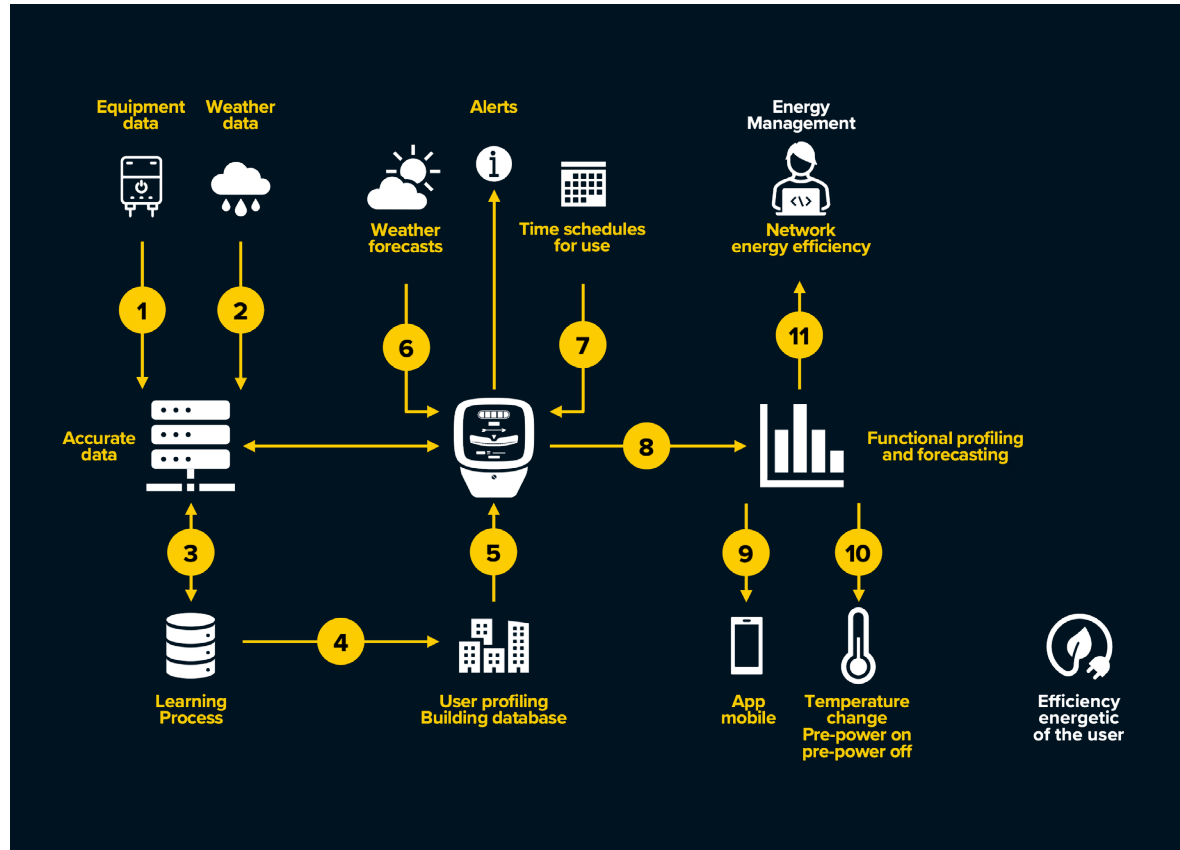 Equipment
data
Weather
data
Alerts
Energy
Management
i
Weather
forecasts
Time schedules
for use
</>
Network
energy efficiency
1
2
6
7
11
Accurate
data
8
Functional profiling
and forecasting
3
5
9
10
4
Learning
Process
User profiling
Building database
App
mobile
Temperature
change
Pre-power on
pre-power off
Efficiency
energetic
of the user